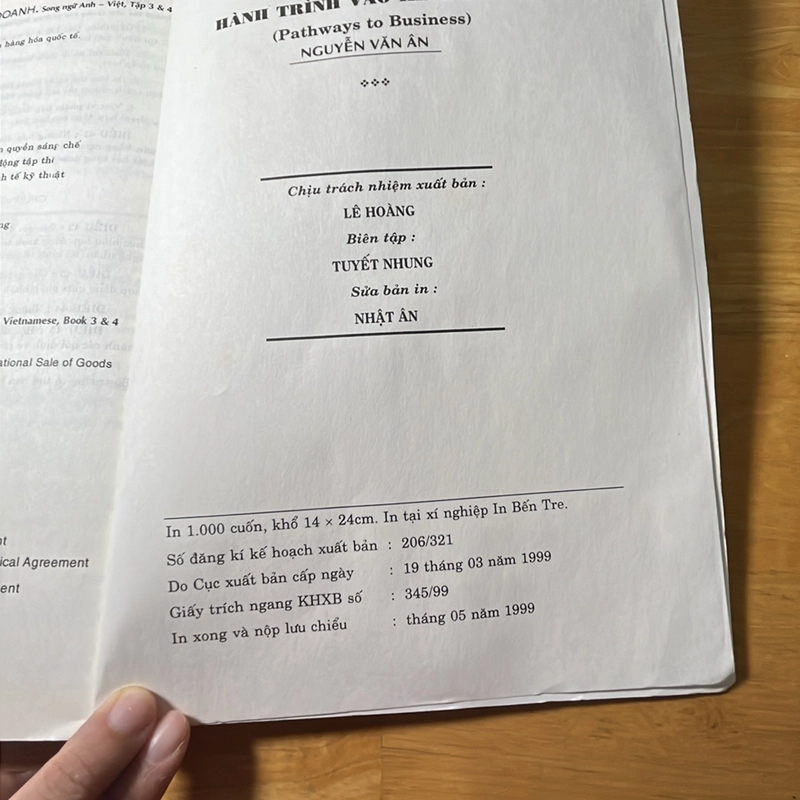 DOANH. Song ngữ Anh – Việt, Tập 3 & 4
hàng hóa quốc tế.
quyền sáng chế
động tập thể
tế kỹ thuật
Vietnamese, Book 3 & 4
Sale of Goods
Agreement
HÀNH TRÌNH VÀO
(Pathways to Business)
NGUYỄN VĂN ÂN
Chịu trách nhiệm xuất bản :
LÊ HOÀNG
Biên tập :
TUYẾT NHUNG
Sửa bản in :
NHẬT ÂN
In 1.000 cuốn, khổ 14 × 24cm. In tại xí nghiệp In Bến Tre.
Số đăng kí kế hoạch xuất bản : 206/321
Do Cục xuất bản cấp ngày : 19 tháng 03 năm 1999
Giấy trích ngang KHXB số : 345/99
In xong và nộp lưu chiểu : tháng 05 năm 1999